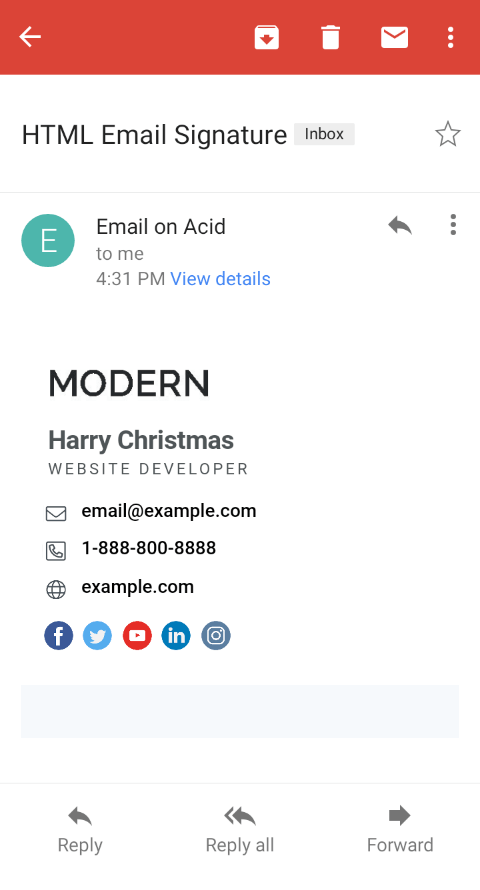 HTML Email Signature Inbox
E
Email on Acid
to me
4:31 PM View details
MODERN
Harry Christmas
WEBSITE DEVELOPER
email@example.com
1-888-800-8888
example.com
Reply
Reply all
Forward